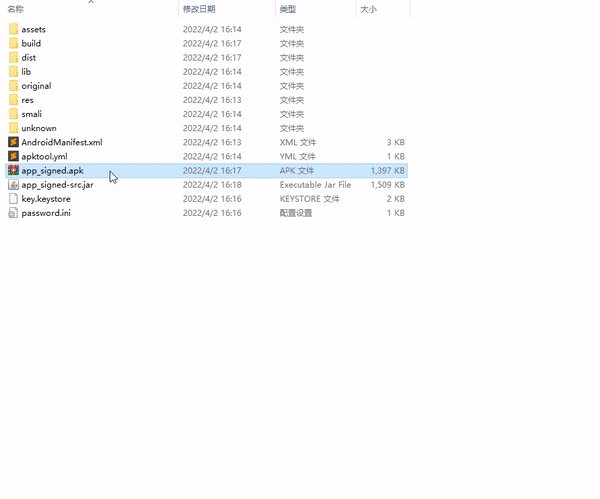 名称 修改日期 类型 大小
assets 2022/4/2 16:14 文件夹
build 2022/4/2 16:17 文件夹
dist 2022/4/2 16:17 文件夹
lib 2022/4/2 16:14 文件夹
original 2022/4/2 16:14 文件夹
res 2022/4/2 16:13 文件夹
smali 2022/4/2 16:14 文件夹
unknown 2022/4/2 16:14 文件夹
AndroidManifest.xml 2022/4/2 16:13 XML 文件 3 KB
apktool.yml 2022/4/2 16:14 YML 文件 1 KB
app_signed.apk 2022/4/2 16:17 APK 文件 1,397 KB
app_signed-src.jar 2022/4/2 16:18 Executable Jar File 1,509 KB
key.keystore 2022/4/2 16:16 KEYSTORE 文件 2 KB
password.ini 2022/4/2 16:16 配置设置 1 KB